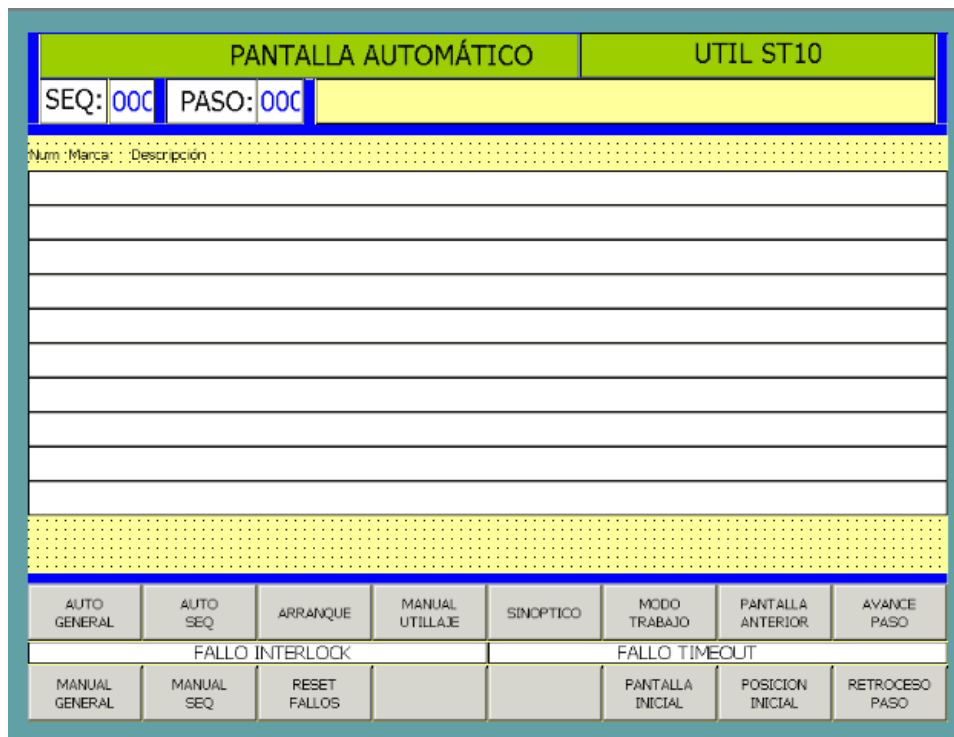 PANTALLA AUTOMÁTICO UTIL ST10
SEQ: 000 PASO: 000
Num Marca Descripción
AUTO GENERAL
AUTO SEQ
ARRANQUE
MANUAL UTILLAJE
SINOPTICO
MODO TRABAJO
PANTALLA ANTERIOR
AVANCE PASO
FALLO INTERLOCK FALLO TIMEOUT
MANUAL GENERAL
MANUAL SEQ
RESET FALLOS
PANTALLA INICIAL
POSICION INICIAL
RETROCESO PASO